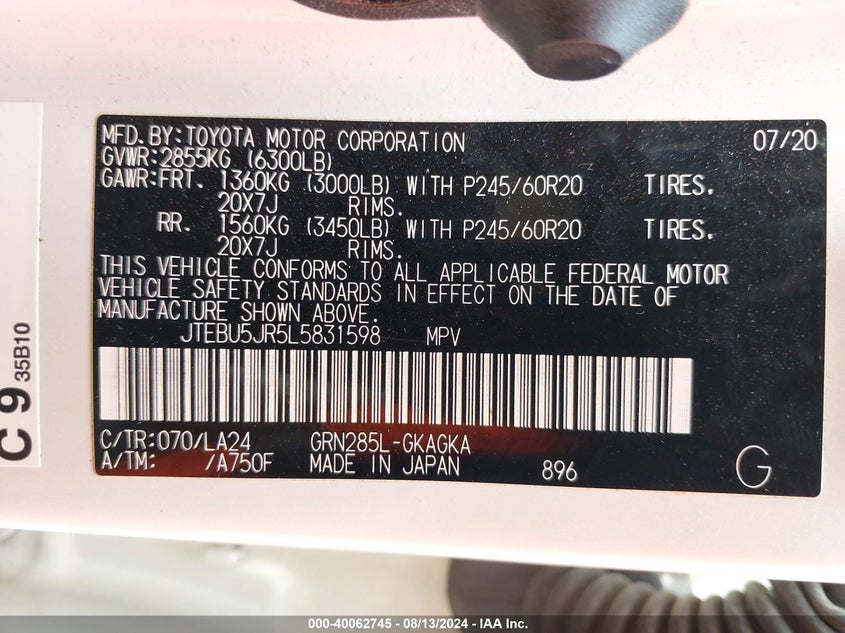 MFD.BY:TOYOTA MOTOR CORPORATION 07/20
GVWR:2855KG (6300LB)
GAWR:FRT. 1360KG (3000LB) WITH P245/60R20 TIRES.
20X7J RIMS.
RR. 1560KG (3450LB) WITH P245/60R20 TIRES.
20X7J RIMS.
THIS VEHICLE CONFORMS TO ALL APPLICABLE FEDERAL MOTOR
VEHICLE SAFETY STANDARDS IN EFFECT ON THE DATE OF
MANUFACTURE SHOWN ABOVE.
JTEBU5JR5L5831598 MPV
C/TR:070/LA24 GRN285L-GKAGKA
A/TM: /A750F MADE IN JAPAN 896 G
C 9 35B10
000-40062745 - 08/13/2024 - IAA Inc.